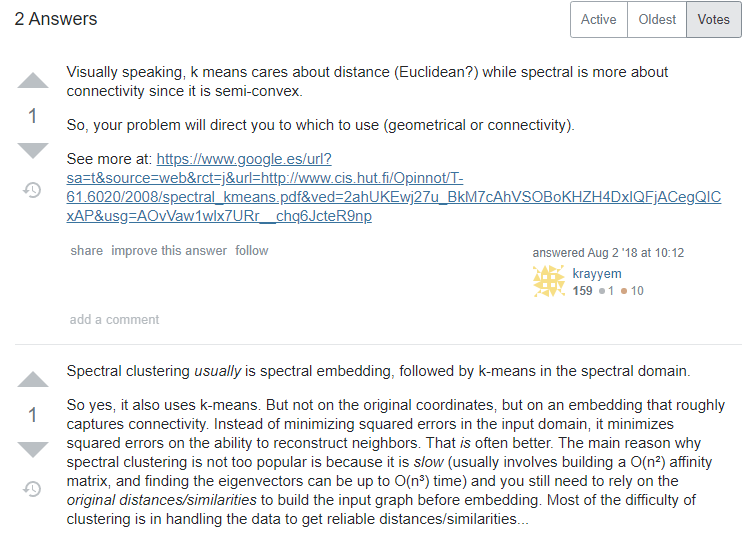 2 Answers
Active Oldest Votes
Visually speaking, k means cares about distance (Euclidean?) while spectral is more about
connectivity since it is semi-convex.
1
So, your problem will direct you to which to use (geometrical or connectivity).
See more at: https://www.google.es/url?
sa=t&source=web&rct=j&url=http://www.cis.hut.fi/Opinnot/T-
61.6020/2008/spectral_kmeans.pdf&ved=2ahUKEwj27u_BkM7cAhVSOBoKHZH4DxIQFjACegQIC
xAP&usg=AOvVaw1wlx7URr__chq6JcteR9np
share improve this answer follow
answered Aug 2 '18 at 10:12
krayyem
159 1 10
add a comment
Spectral clustering usually is spectral embedding, followed by k-means in the spectral domain.
1
So yes, it also uses k-means. But not on the original coordinates, but on an embedding that roughly
captures connectivity. Instead of minimizing squared errors in the input domain, it minimizes
squared errors on the ability to reconstruct neighbors. That is often better. The main reason why
spectral clustering is not too popular is because it is slow (usually involves building a O(n²) affinity
matrix, and finding the eigenvectors can be up to O(n³) time) and you still need to rely on the
original distances/similarities to build the input graph before embedding. Most of the difficulty of
clustering is in handling the data to get reliable distances/similarities...